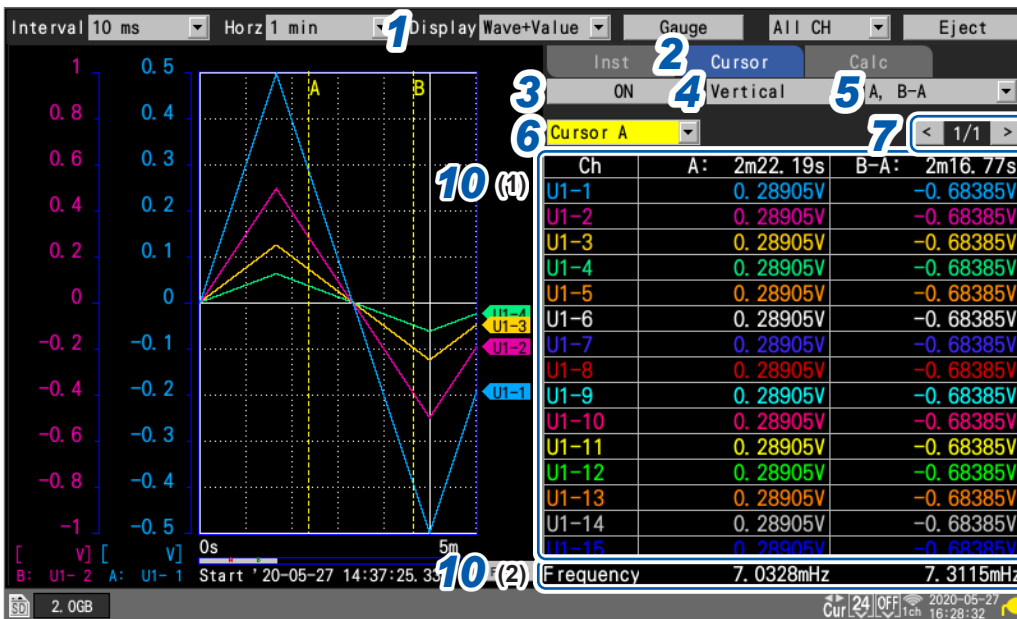 Interval 10 ms Horz 1 min 1 Display Wave+Value Gauge All CH Eject
Inst 2 Cursor Calc
3 ON 4 Vertical 5 A, B-A
6 Cursor A 7 < 1/1 >
10 (1)
Ch A: 2m22.19s B-A: 2m16.77s
U1-1 0.28905V -0.68385V
U1-2 0.28905V -0.68385V
U1-3 0.28905V -0.68385V
U1-4 0.28905V -0.68385V
U1-5 0.28905V -0.68385V
U1-6 0.28905V -0.68385V
U1-7 0.28905V -0.68385V
U1-8 0.28905V -0.68385V
U1-9 0.28905V -0.68385V
U1-10 0.28905V -0.68385V
U1-11 0.28905V -0.68385V
U1-12 0.28905V -0.68385V
U1-13 0.28905V -0.68385V
U1-14 0.28905V -0.68385V
U1-15 0.28905V -0.68385V
10 (2) Frequency 7.0328mHz 7.3115mHz
1 0.5
A B
0.8 0.4
0.6 0.3
0.4 0.2
0.2 0.1
0 0
U1-4
U1-3
-0.2 -0.1 U1-2
-0.4 -0.2 U1-1
-0.6 -0.3
-0.8 -0.4
-1 -0.5
[ V] [ V] 0s 5m
B: U1- 2 A: U1- 1 Start '20-05-27 14:37:25.33
SD 2.0GB Cur 24 OFF 1ch 2020-05-27
16:28:32